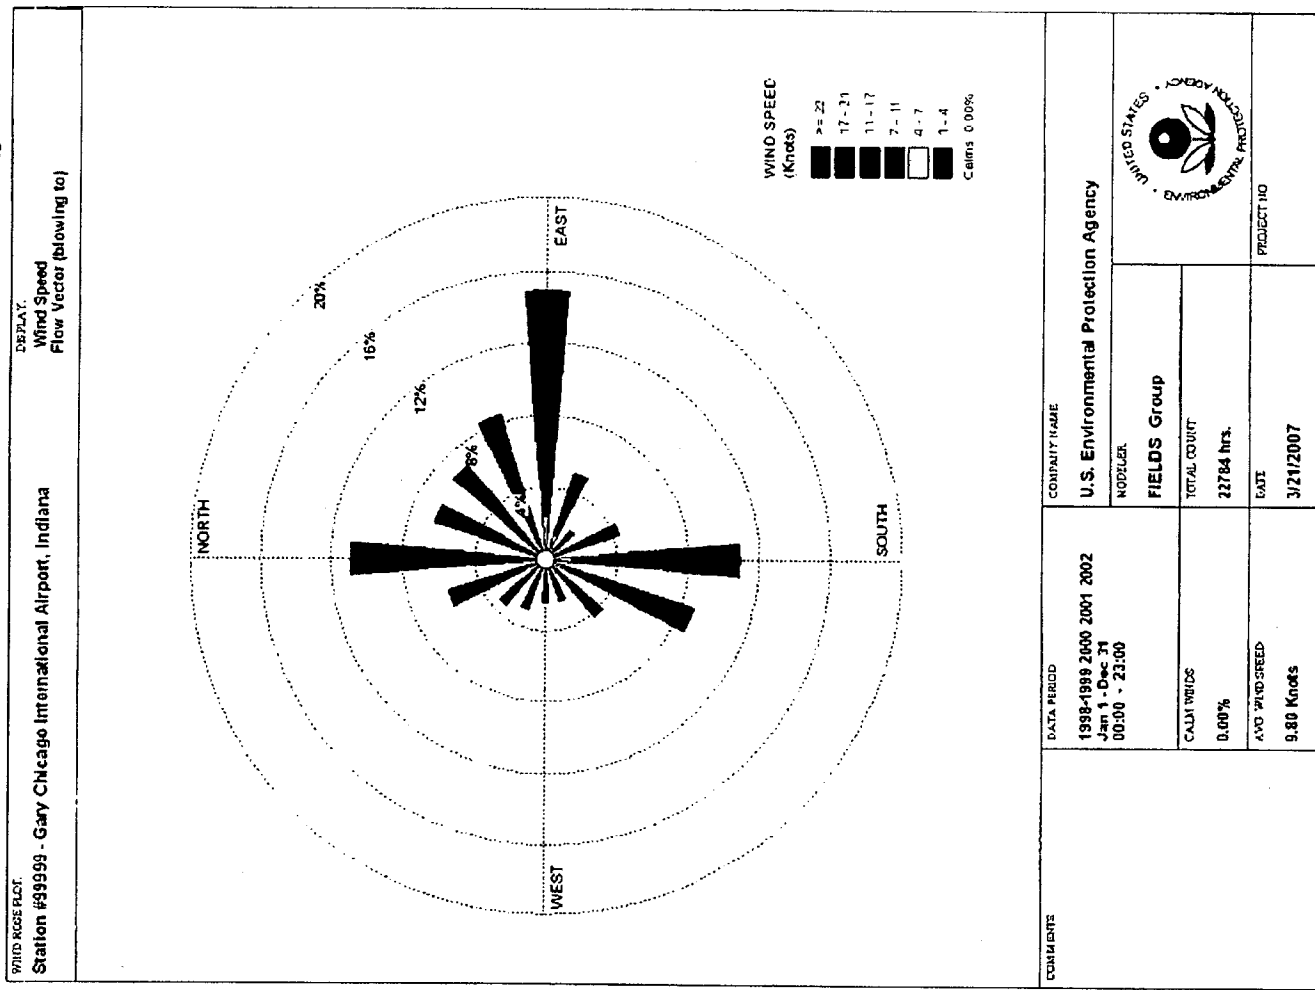 WIND ROSE PLOT:
Station #99999 - Gary Chicago International Airport, Indiana
DISPLAY:
Wind Speed
Flow Vector (blowing to)
NORTH
WEST
EAST
SOUTH
4%
8%
12%
16%
20%
WIND SPEED
(Knots)
>= 22
17 - 21
11 - 17
7 - 11
4 - 7
1 - 4
Calms: 0.00%
COMMENTS:
DATA PERIOD:
1998-1999 2000 2001 2002
Jan 1 - Dec 31
00:00 - 23:00
COMPANY NAME:
U.S. Environmental Protection Agency
MODELER:
FIELDS Group
CALM WINDS:
0.00%
TOTAL COUNT:
22784 hrs.
AVG. WIND SPEED:
9.80 Knots
DATE:
3/21/2007
PROJECT NO.:
UNITED STATES • ENVIRONMENTAL PROTECTION AGENCY •